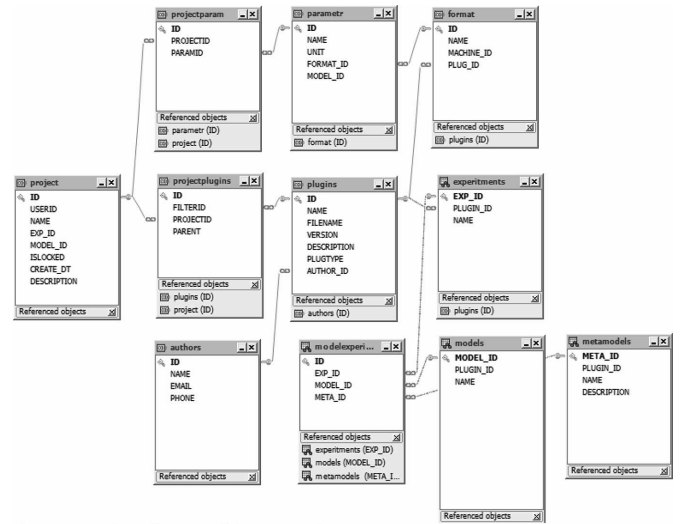 projectparam
ID
PROJECTID
PARAMID
Referenced objects
parametr (ID)
project (ID)
parametr
ID
NAME
UNIT
FORMAT_ID
MODEL_ID
Referenced objects
format (ID)
format
ID
NAME
MACHINE_ID
PLUG_ID
Referenced objects
plugins (ID)
project
ID
USERID
NAME
EXP_ID
MODEL_ID
ISLOCKED
CREATE_DT
DESCRIPTION
Referenced objects
projectplugins
ID
FILTERID
PROJECTID
PARENT
Referenced objects
plugins (ID)
project (ID)
plugins
ID
NAME
FILENAME
VERSION
DESCRIPTION
PLUGTYPE
AUTHOR_ID
Referenced objects
authors (ID)
experitments
EXP_ID
PLUGIN_ID
NAME
Referenced objects
plugins (ID)
authors
ID
NAME
EMAIL
PHONE
Referenced objects
modelexperi...
ID
EXP_ID
MODEL_ID
META_ID
Referenced objects
experitments (EXP_ID)
models (MODEL_ID)
metamodels (META_I...
models
MODEL_ID
PLUGIN_ID
NAME
Referenced objects
metamodels
META_ID
PLUGIN_ID
NAME
DESCRIPTION
Referenced objects